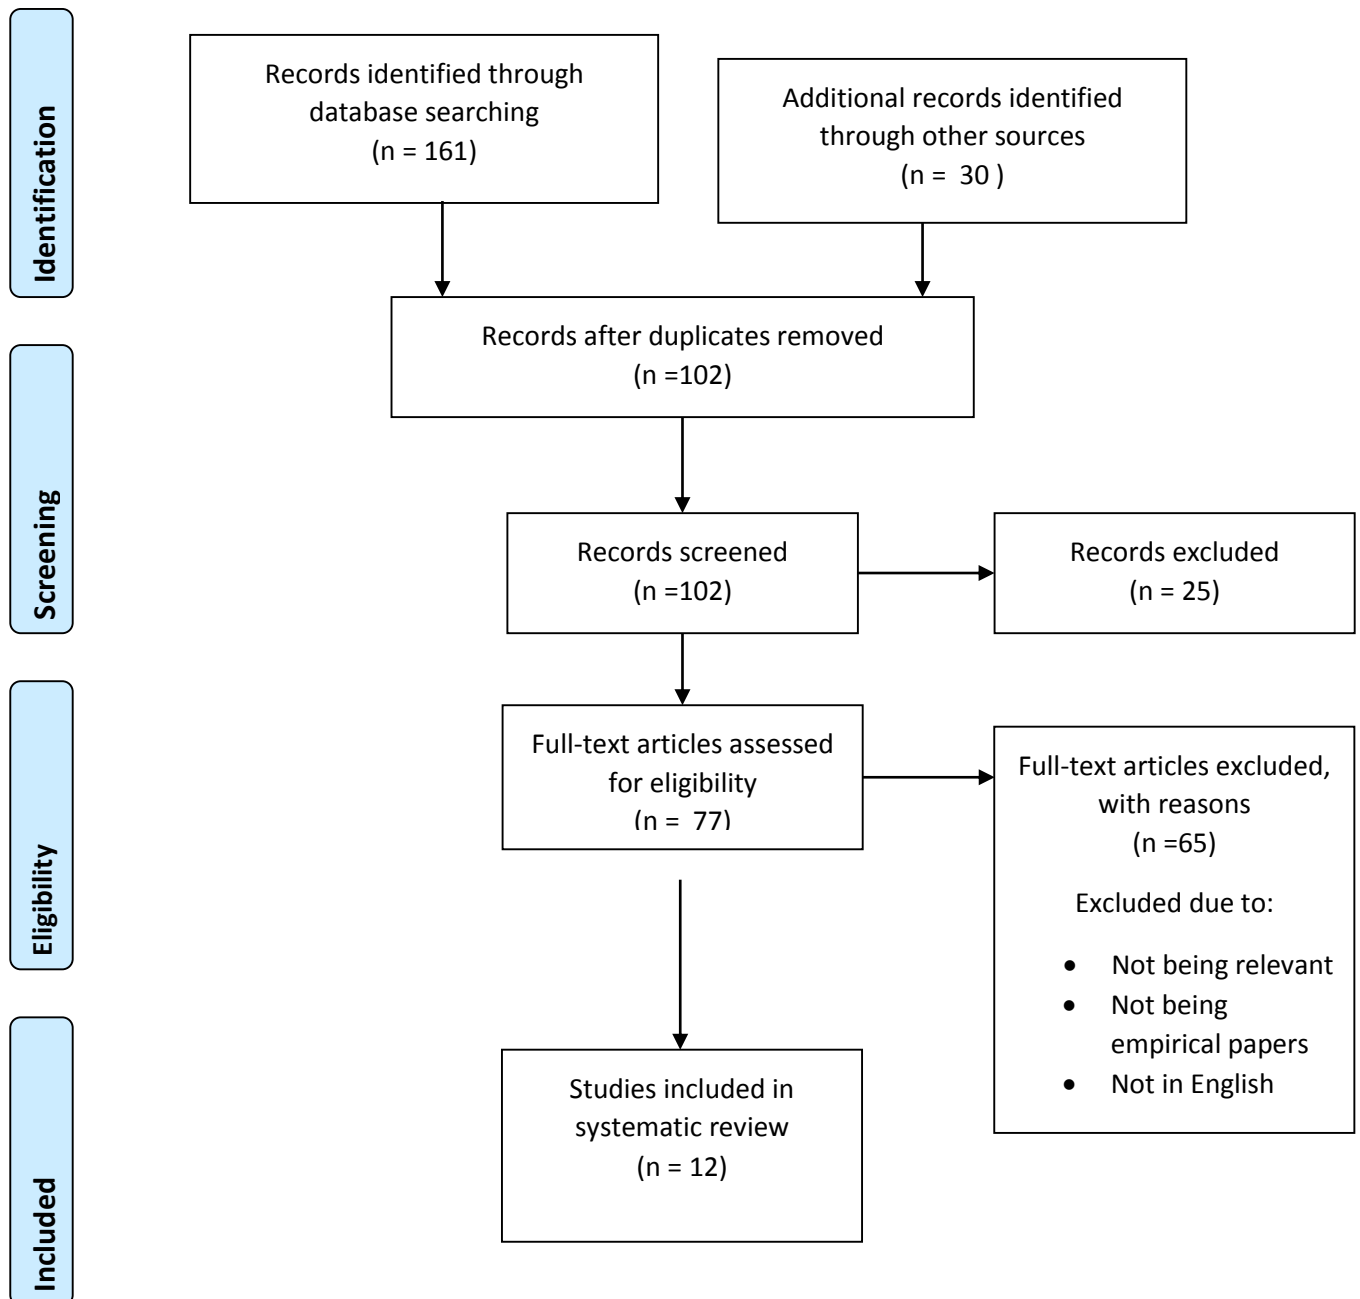 Identification
Records identified through
database searching
(n = 161)
Additional records identified
through other sources
(n =  30 )
Records after duplicates removed
(n =102)
Screening
Records screened
(n =102)
Records excluded
(n = 25)
Eligibility
Full-text articles assessed
for eligibility
(n =  77)
Full-text articles excluded,
with reasons
(n =65)
Excluded due to:
• Not being relevant
• Not being
empirical papers
• Not in English
Included
Studies included in
systematic review
(n = 12)